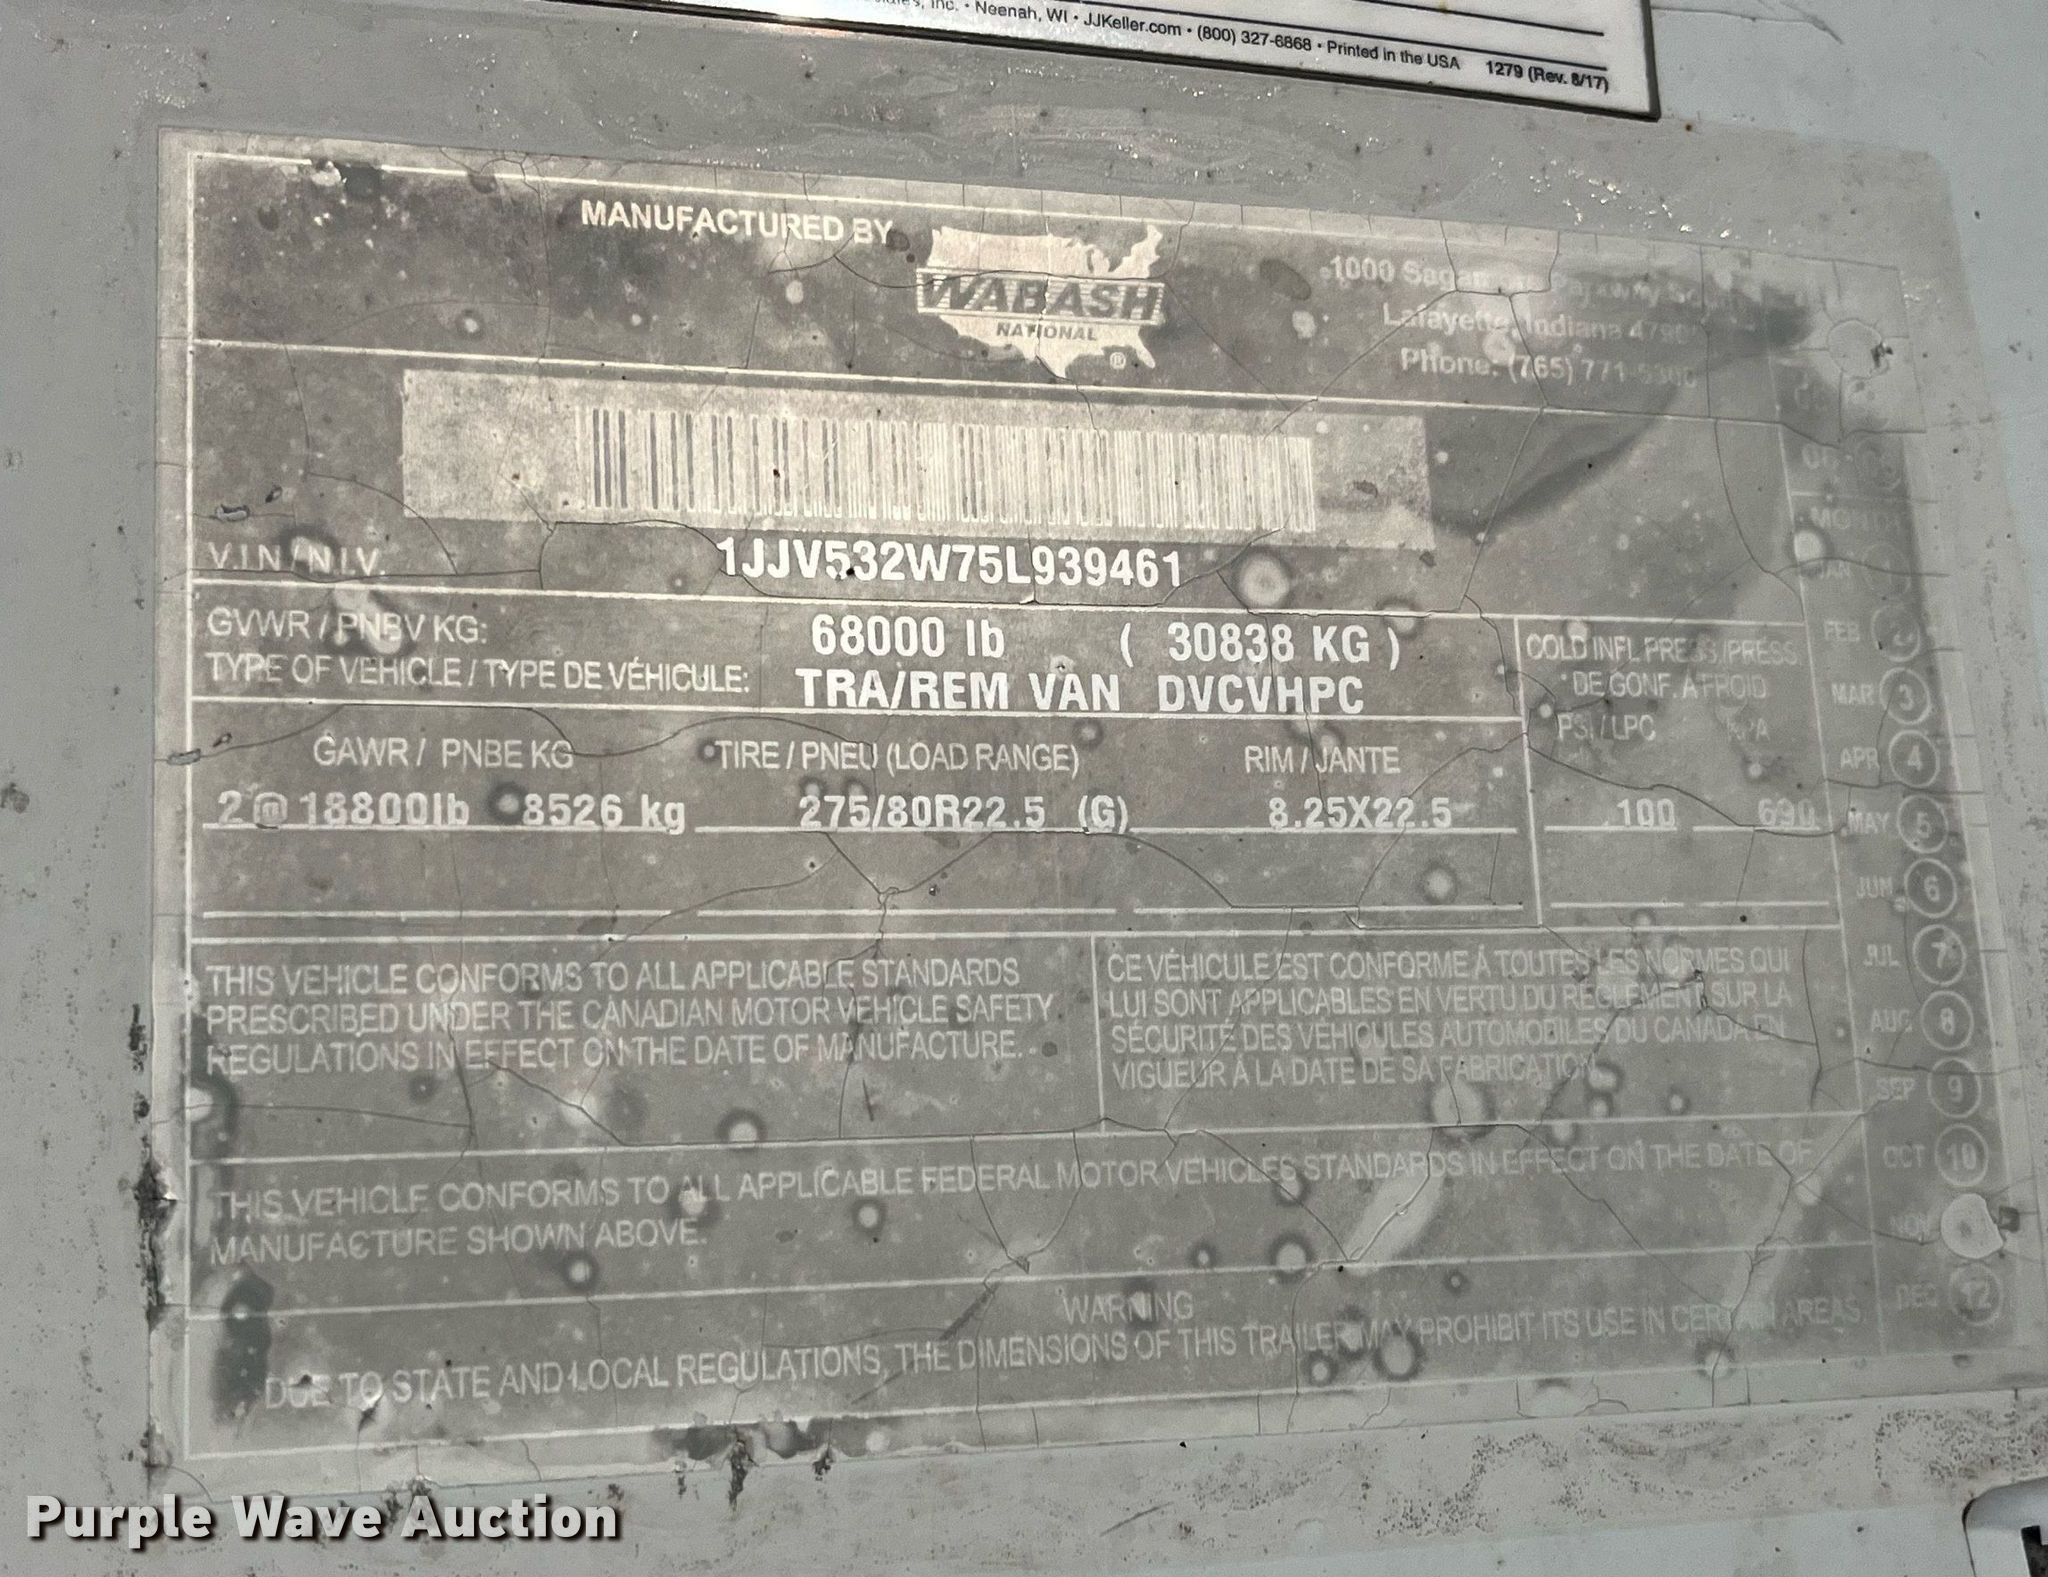 Inc. • Neenah, WI • JJKeller.com • (800) 327-6868 • Printed in the USA 1279 (Rev. 8/17)
MANUFACTURED BY
WABASH
NATIONAL
®
1000 Parkway
Lafayette, Indiana
Phone: (765) 771
V.I.N / N.I.V. 1JJV532W75L939461
GVWR / PNBV KG: 68000 lb ( 30838 KG )
TYPE OF VEHICLE / TYPE DE VÉHICULE: TRA/REM VAN DVCVHPC
COLD INFL PRESS /PRESS.
DE GONF. A FROID
PSI / LPC KPA
GAWR / PNBE KG TIRE / PNEU (LOAD RANGE) RIM / JANTE
2 @ 18800lb 8526 kg 275/80R22.5 (G) 8.25X22.5 100 690
THIS VEHICLE CONFORMS TO ALL APPLICABLE STANDARDS
PRESCRIBED UNDER THE CANADIAN MOTOR VEHICLE SAFETY
REGULATIONS IN EFFECT ON THE DATE OF MANUFACTURE.
CE VÉHICULE EST CONFORME À TOUTES LES NORMES QUI
LUI SONT APPLICABLES EN VERTU DU REGLEMENT SUR LA
SÉCURITÉ DES VÉHICULES AUTOMOBILES DU CANADA EN
VIGUEUR À LA DATE DE SA FABRICATION.
THIS VEHICLE CONFORMS TO ALL APPLICABLE FEDERAL MOTOR VEHICLES STANDARDS IN EFFECT ON THE DATE OF
MANUFACTURE SHOWN ABOVE.
WARNING
DUE TO STATE AND LOCAL REGULATIONS, THE DIMENSIONS OF THIS TRAILER MAY PROHIBIT ITS USE IN CERTAIN AREAS.
MONTH
JAN
FEB 2
MAR 3
APR 4
MAY 5
JUN 6
JUL 7
AUG 8
SEP 9
OCT 10
NOV
DEC 12
Purple Wave Auction